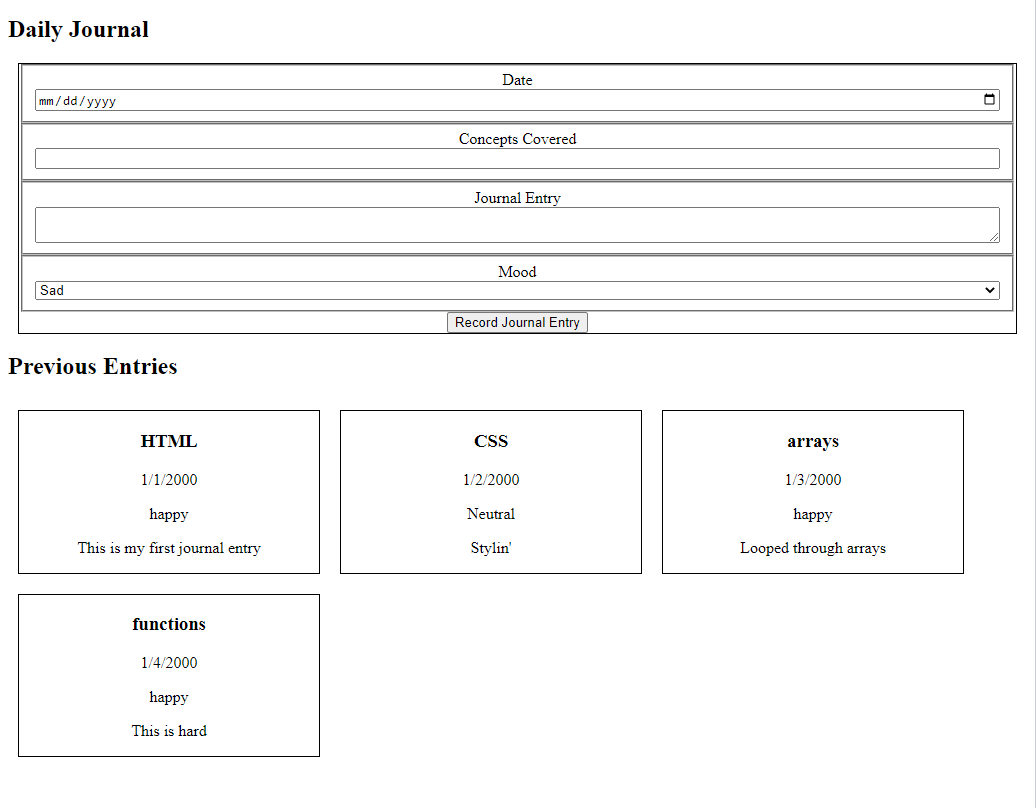 Daily Journal
Date
mm/dd/yyyy
Concepts Covered
Journal Entry
Mood
Sad
Record Journal Entry
Previous Entries
HTML
1/1/2000
happy
This is my first journal entry
CSS
1/2/2000
Neutral
Stylin'
arrays
1/3/2000
happy
Looped through arrays
functions
1/4/2000
happy
This is hard